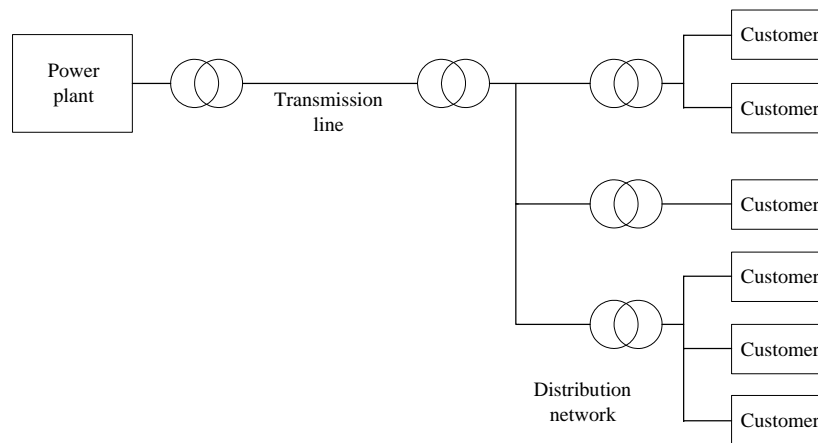 Power
plant
Transmission
line
Customer
Customer
Customer
Customer
Customer
Customer
Distribution
network